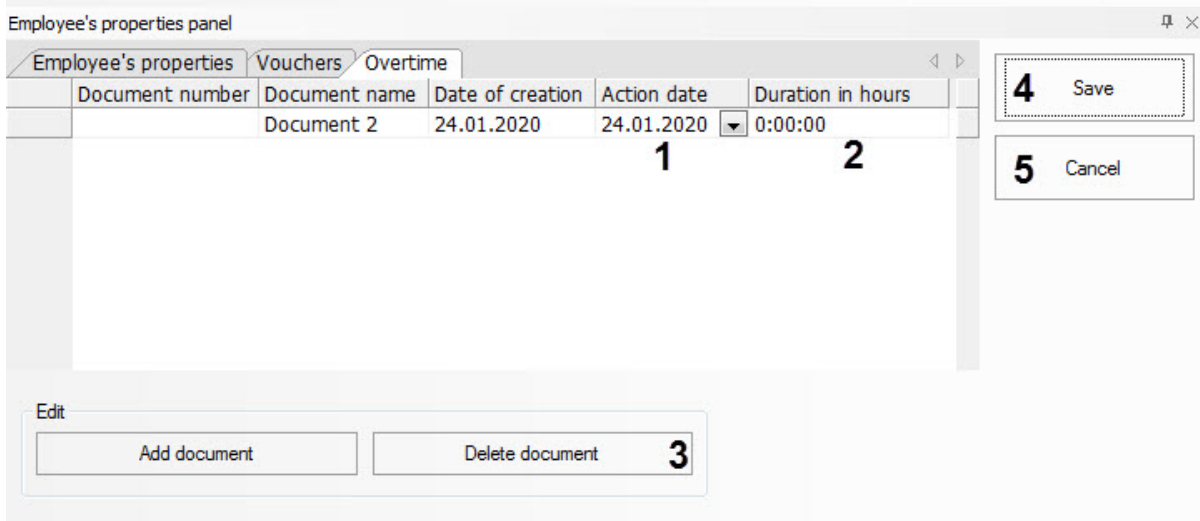 Employee's properties panel
Employee's properties Vouchers Overtime
Document number Document name Date of creation Action date Duration in hours
Document 2 24.01.2020 24.01.2020 0:00:00
1 2
4 Save
5 Cancel
Edit
Add document Delete document 3